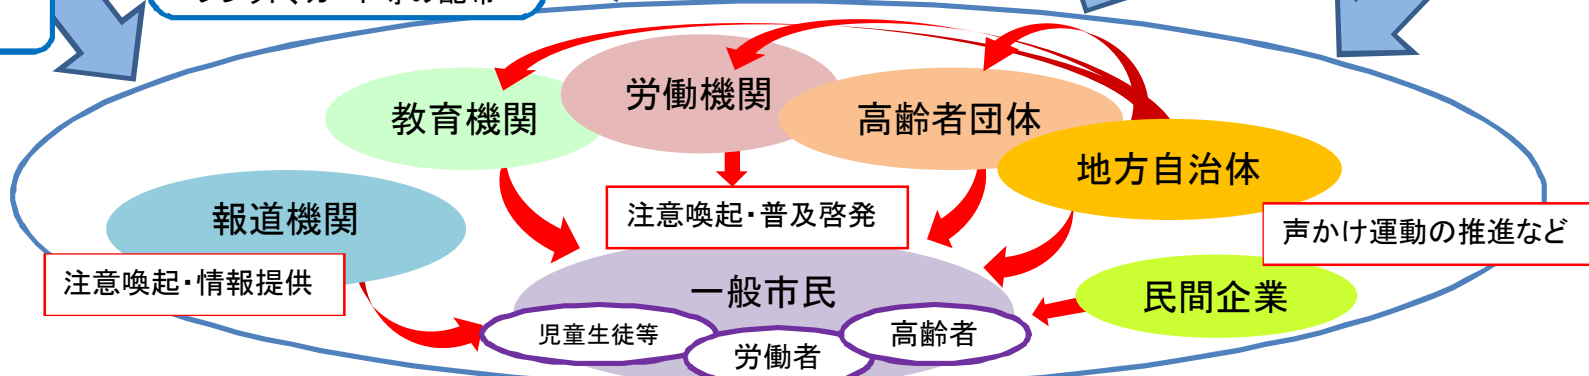 労働機関
教育機関
高齢者団体
地方自治体
報道機関
注意喚起・普及啓発
声かけ運動の推進など
注意喚起・情報提供
一般市民
民間企業
児童生徒等
高齢者
労働者